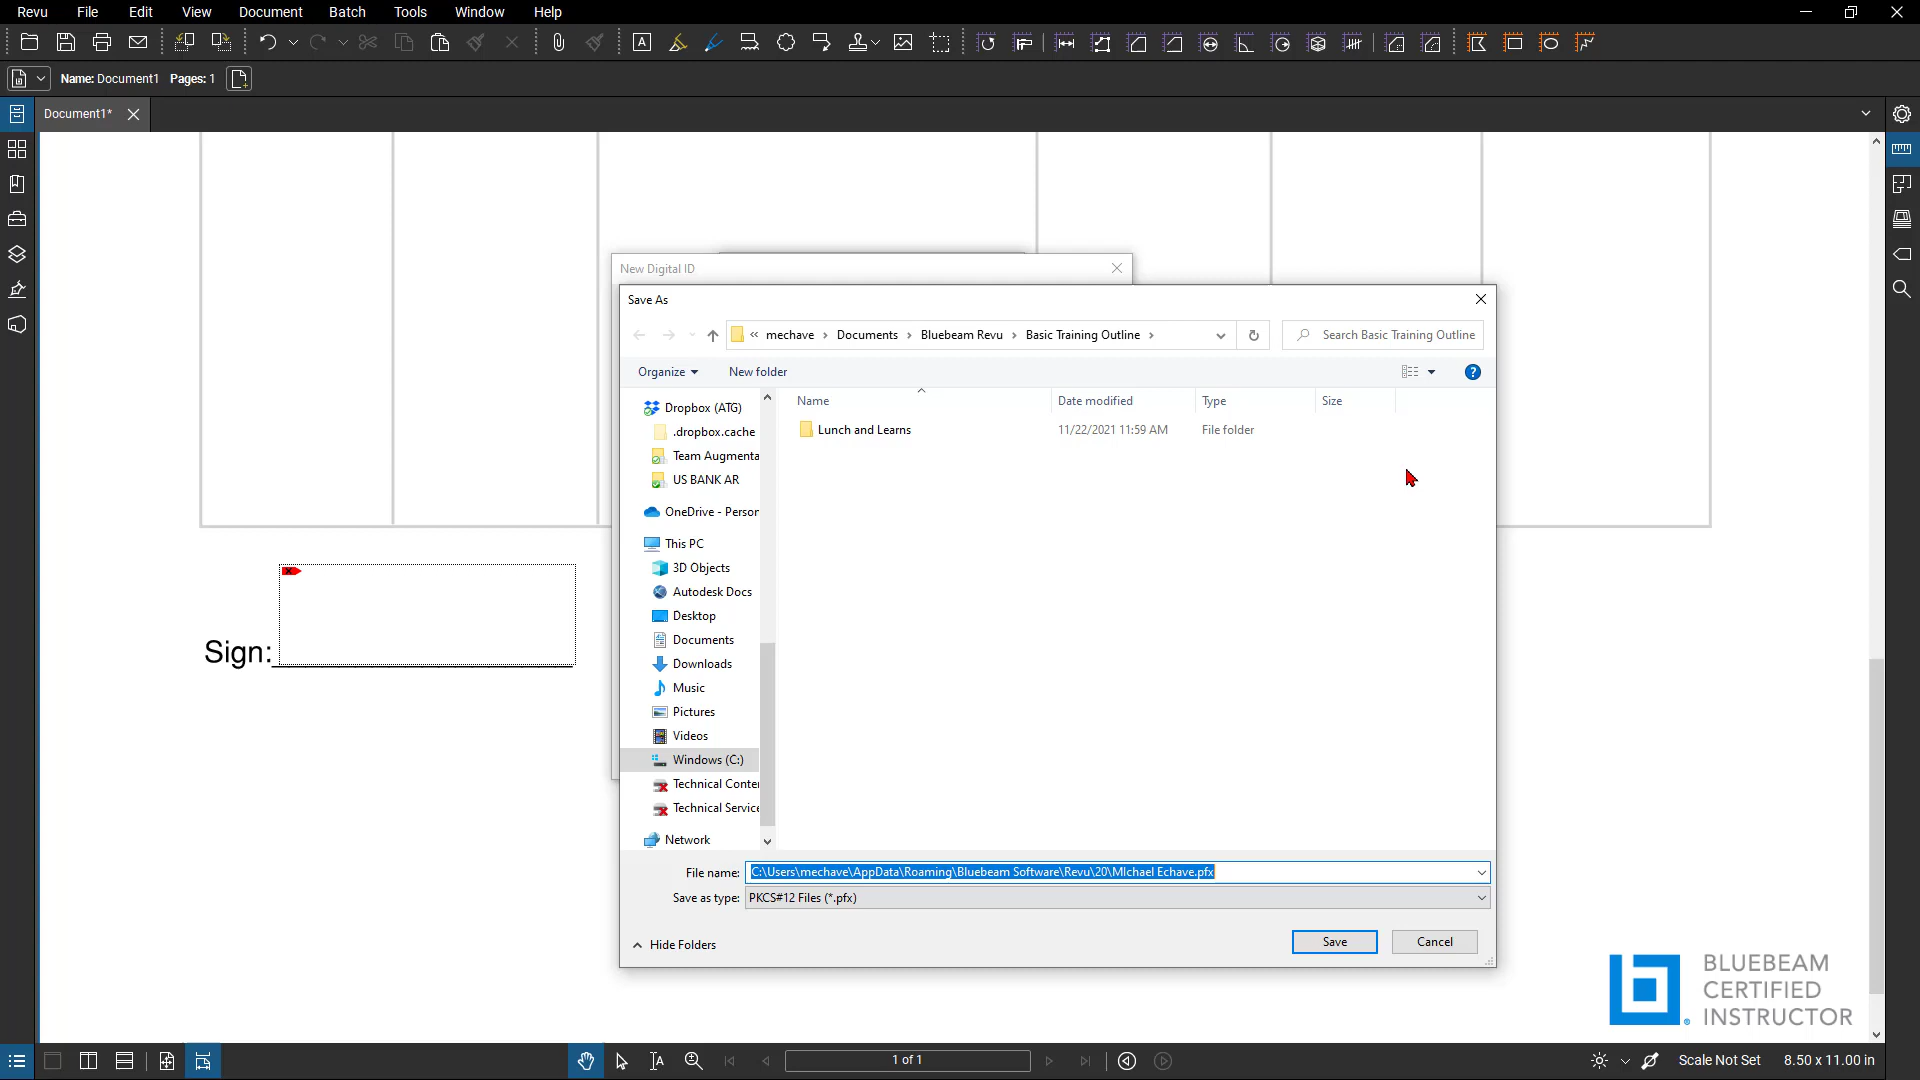 Revu File Edit View Document Batch Tools Window Help
Name: Document1 Pages: 1
Document1*
New Digital ID
Save As
« mechave › Documents › Bluebeam Revu › Basic Training Outline ›
Search Basic Training Outline
Organize New folder
Name Date modified Type Size
Lunch and Learns 11/22/2021 11:59 AM File folder
Dropbox (ATG)
.dropbox.cache
Team Augmenta
US BANK AR
OneDrive - Person
This PC
3D Objects
Autodesk Docs
Desktop
Documents
Downloads
Music
Pictures
Videos
Windows (C:)
Technical Conter
Technical Service
Network
Sign:
File name: C:\Users\mechave\AppData\Roaming\Bluebeam Software\Revu\20\MIchael Echave.pfx
Save as type: PKCS#12 Files (*.pfx)
Hide Folders Save Cancel
BLUEBEAM
CERTIFIED
INSTRUCTOR
1 of 1 Scale Not Set 8.50 x 11.00 in